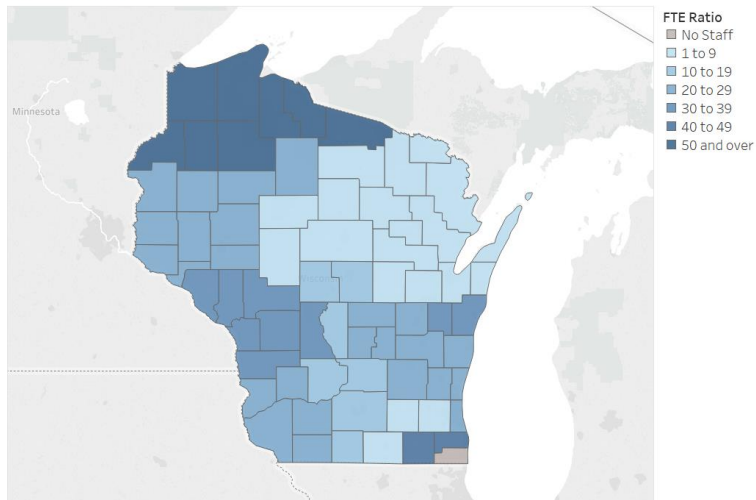 FTE Ratio
No Staff
1 to 9
10 to 19
20 to 29
30 to 39
40 to 49
50 and over
Minnesota